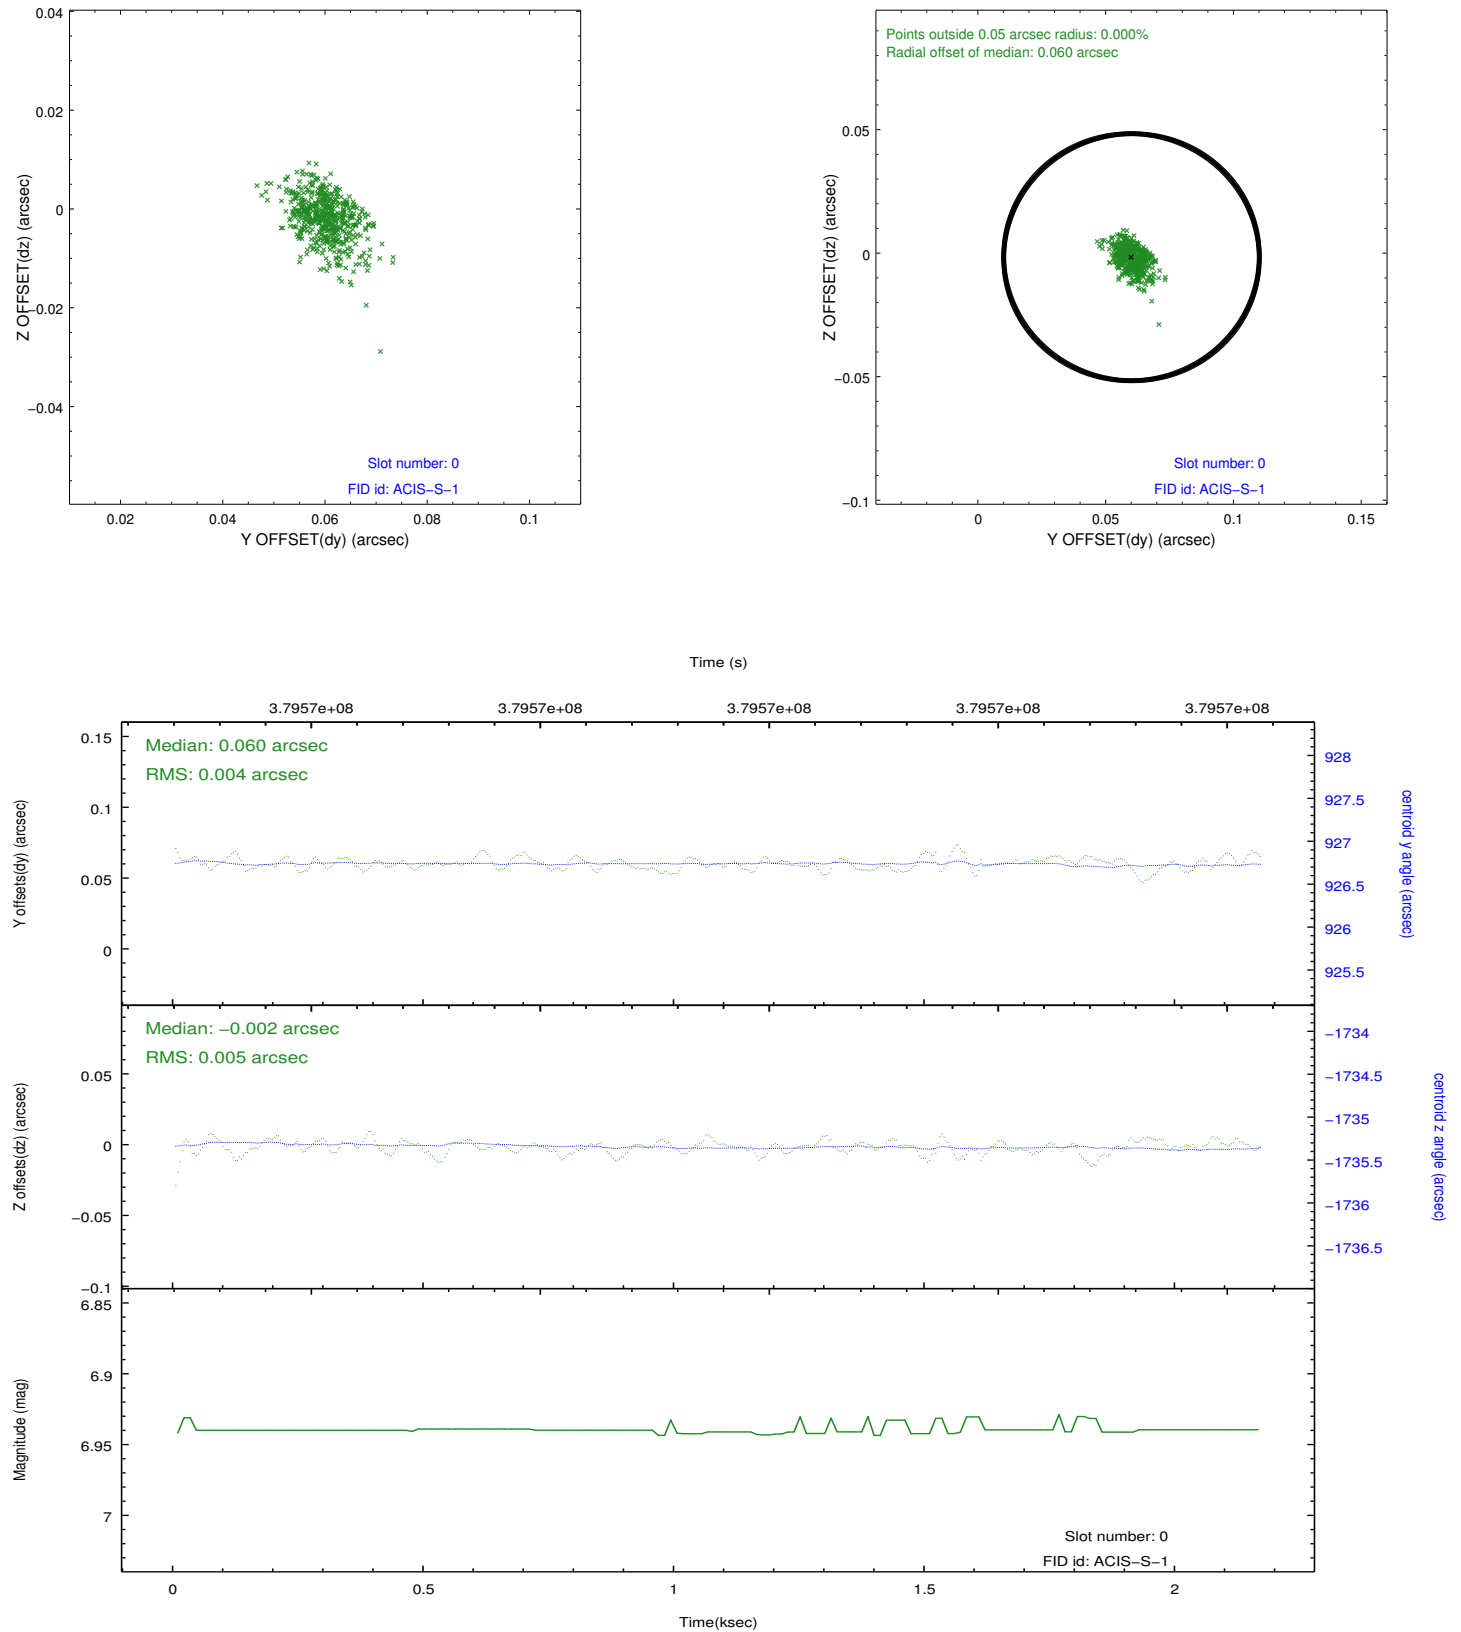 0.04
0.02
0
−0.02
−0.04
Z OFFSET(dz) (arcsec)
Slot number: 0
FID id: ACIS−S−1
0.02 0.04 0.06 0.08 0.1
Y OFFSET(dy) (arcsec)
Points outside 0.05 arcsec radius: 0.000%
Radial offset of median: 0.060 arcsec
0.05
0
−0.05
−0.1
Z OFFSET(dz) (arcsec)
Slot number: 0
FID id: ACIS−S−1
0 0.05 0.1 0.15
Y OFFSET(dy) (arcsec)
Time (s)
3.7957e+08 3.7957e+08 3.7957e+08 3.7957e+08 3.7957e+08
Median: 0.060 arcsec
RMS: 0.004 arcsec
0.15
0.1
0.05
0
Y offsets(dy) (arcsec)
928
927.5
927
926.5
926
925.5
centroid y angle (arcsec)
Median: −0.002 arcsec
RMS: 0.005 arcsec
0.05
0
−0.05
−0.1
Z offsets(dz) (arcsec)
−1734
−1734.5
−1735
−1735.5
−1736
−1736.5
centroid z angle (arcsec)
6.85
6.9
6.95
7
Magnitude (mag)
Slot number: 0
FID id: ACIS−S−1
0 0.5 1 1.5 2
Time(ksec)